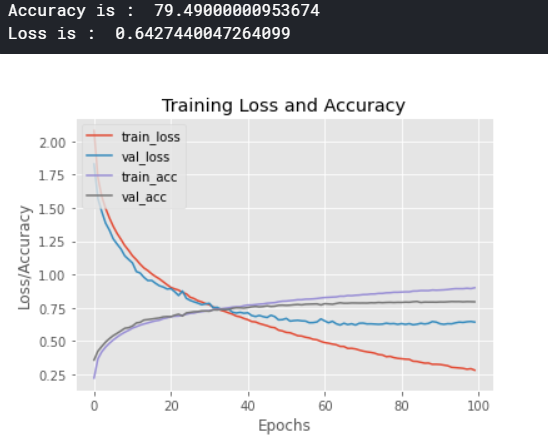 Accuracy is :  79.49000000953674
Loss is :  0.6427440047264099
Training Loss and Accuracy
train_loss
val_loss
train_acc
val_acc
Loss/Accuracy
2.00
1.75
1.50
1.25
1.00
0.75
0.50
0.25
0 20 40 60 80 100
Epochs